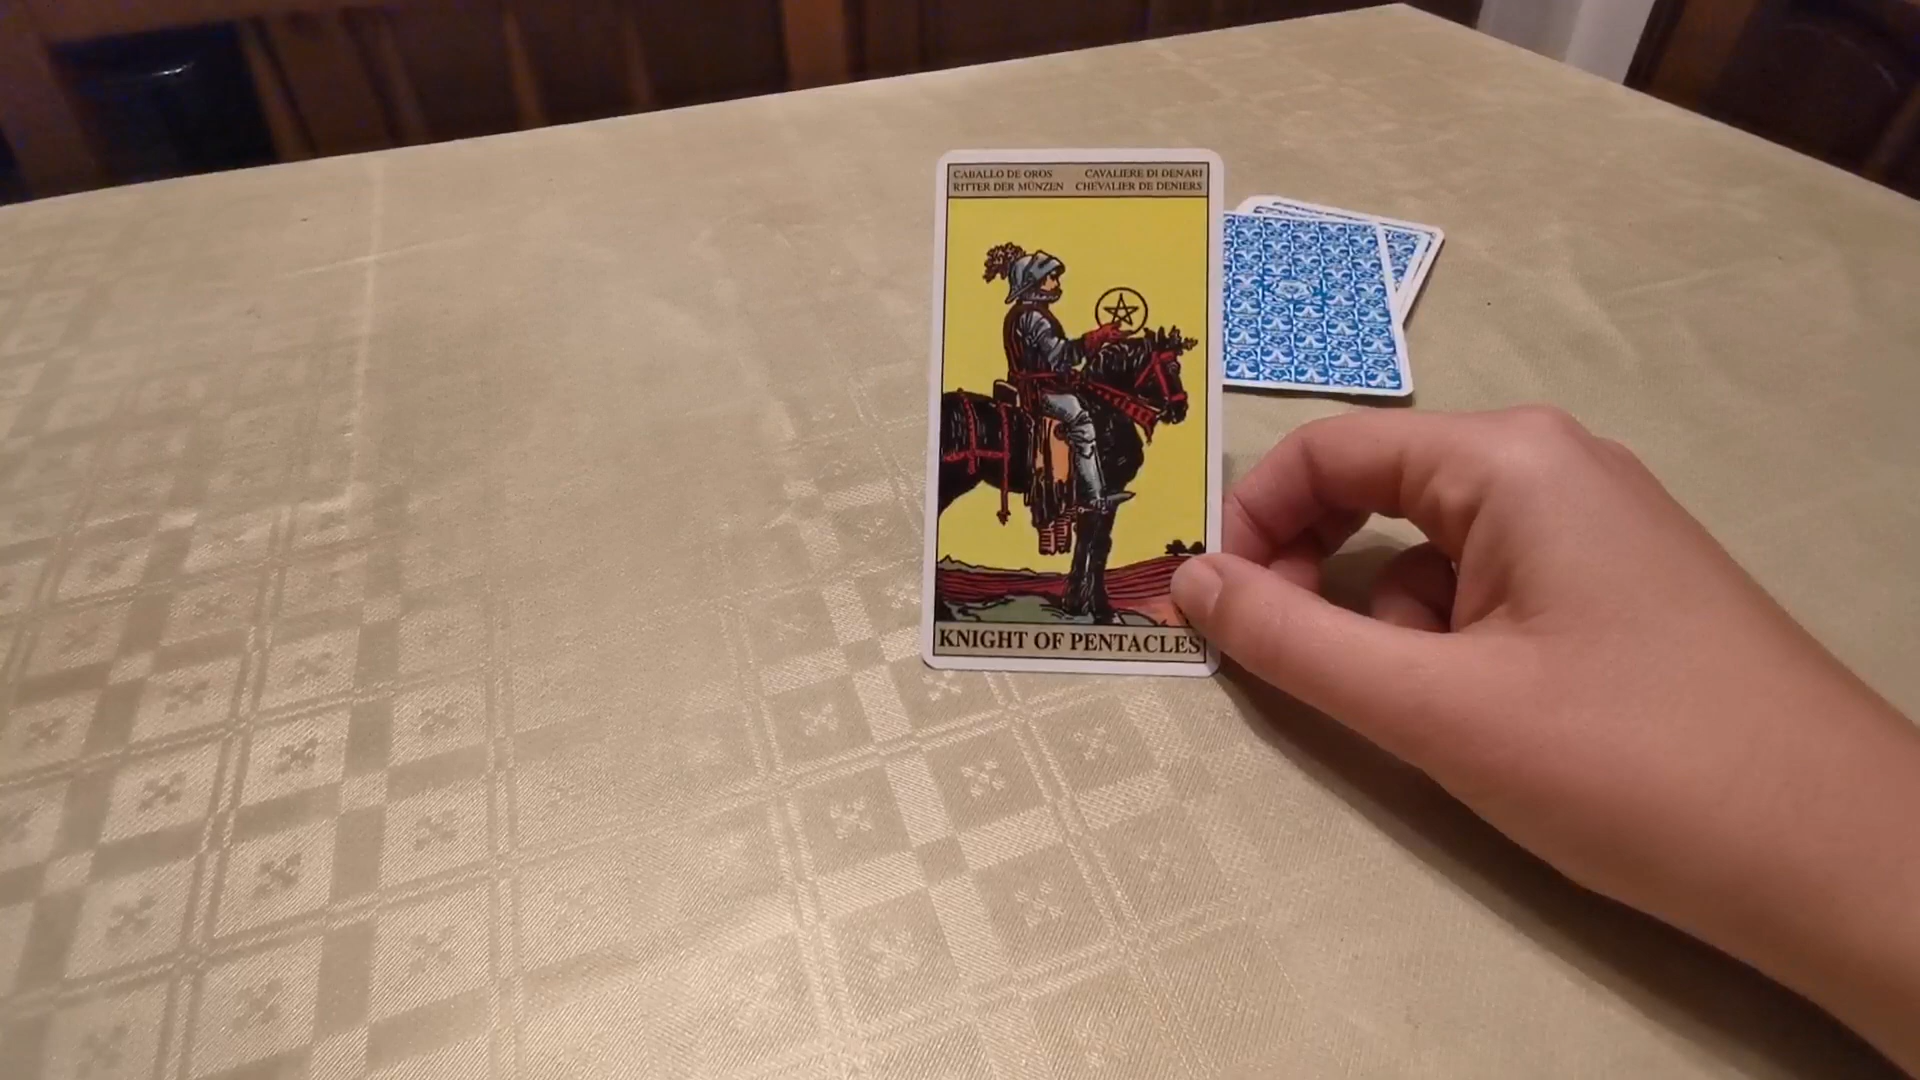 CABALLO DE OROS CAVALIERE DI DENARI
RITTER DER MÜNZEN CHEVALIER DE DENIERS
KNIGHT OF PENTACLES